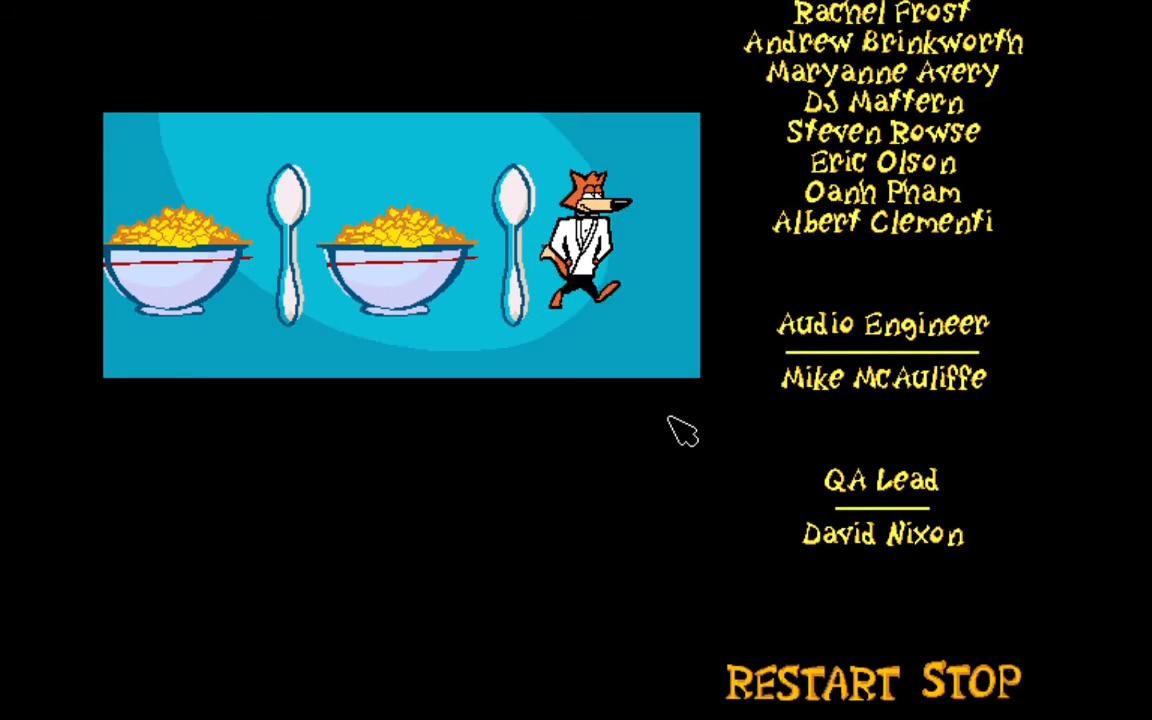 Rachel Frost
Andrew Brinkworth
Maryanne Avery
DJ Mattern
Steven Rowse
Eric Olson
Oanh Pham
Albert Clementi
Audio Engineer
Mike McAuliffe
QA Lead
David Nixon
RESTART STOP